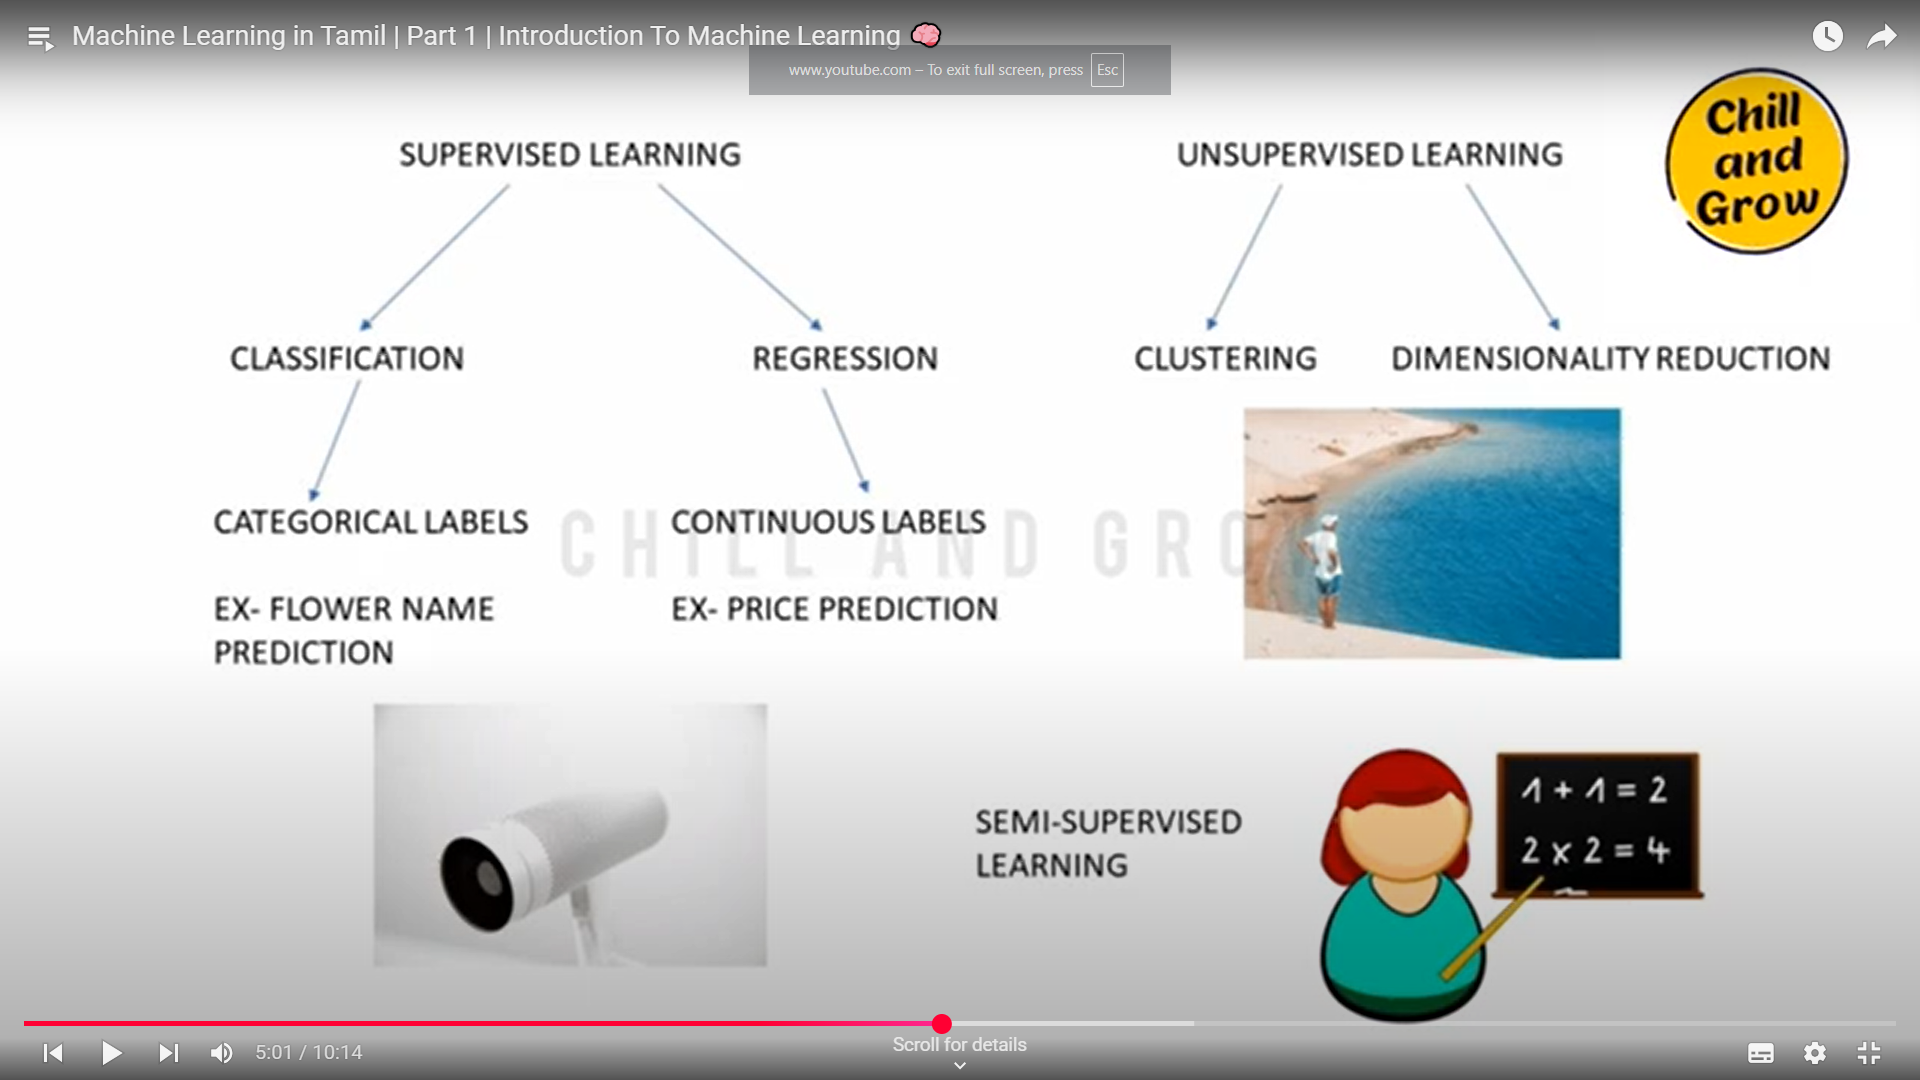 Machine Learning in Tamil | Part 1 | Introduction To Machine Learning
www.youtube.com – To exit full screen, press Esc
Chill
and
Grow
SUPERVISED LEARNING
UNSUPERVISED LEARNING
CLASSIFICATION
REGRESSION
CLUSTERING
DIMENSIONALITY REDUCTION
CATEGORICAL LABELS
CONTINUOUS LABELS
CHILL AND GRO
EX- FLOWER NAME
PREDICTION
EX- PRICE PREDICTION
SEMI-SUPERVISED
LEARNING
1 + 1 = 2
2 x 2 = 4
5:01 / 10:14
Scroll for details